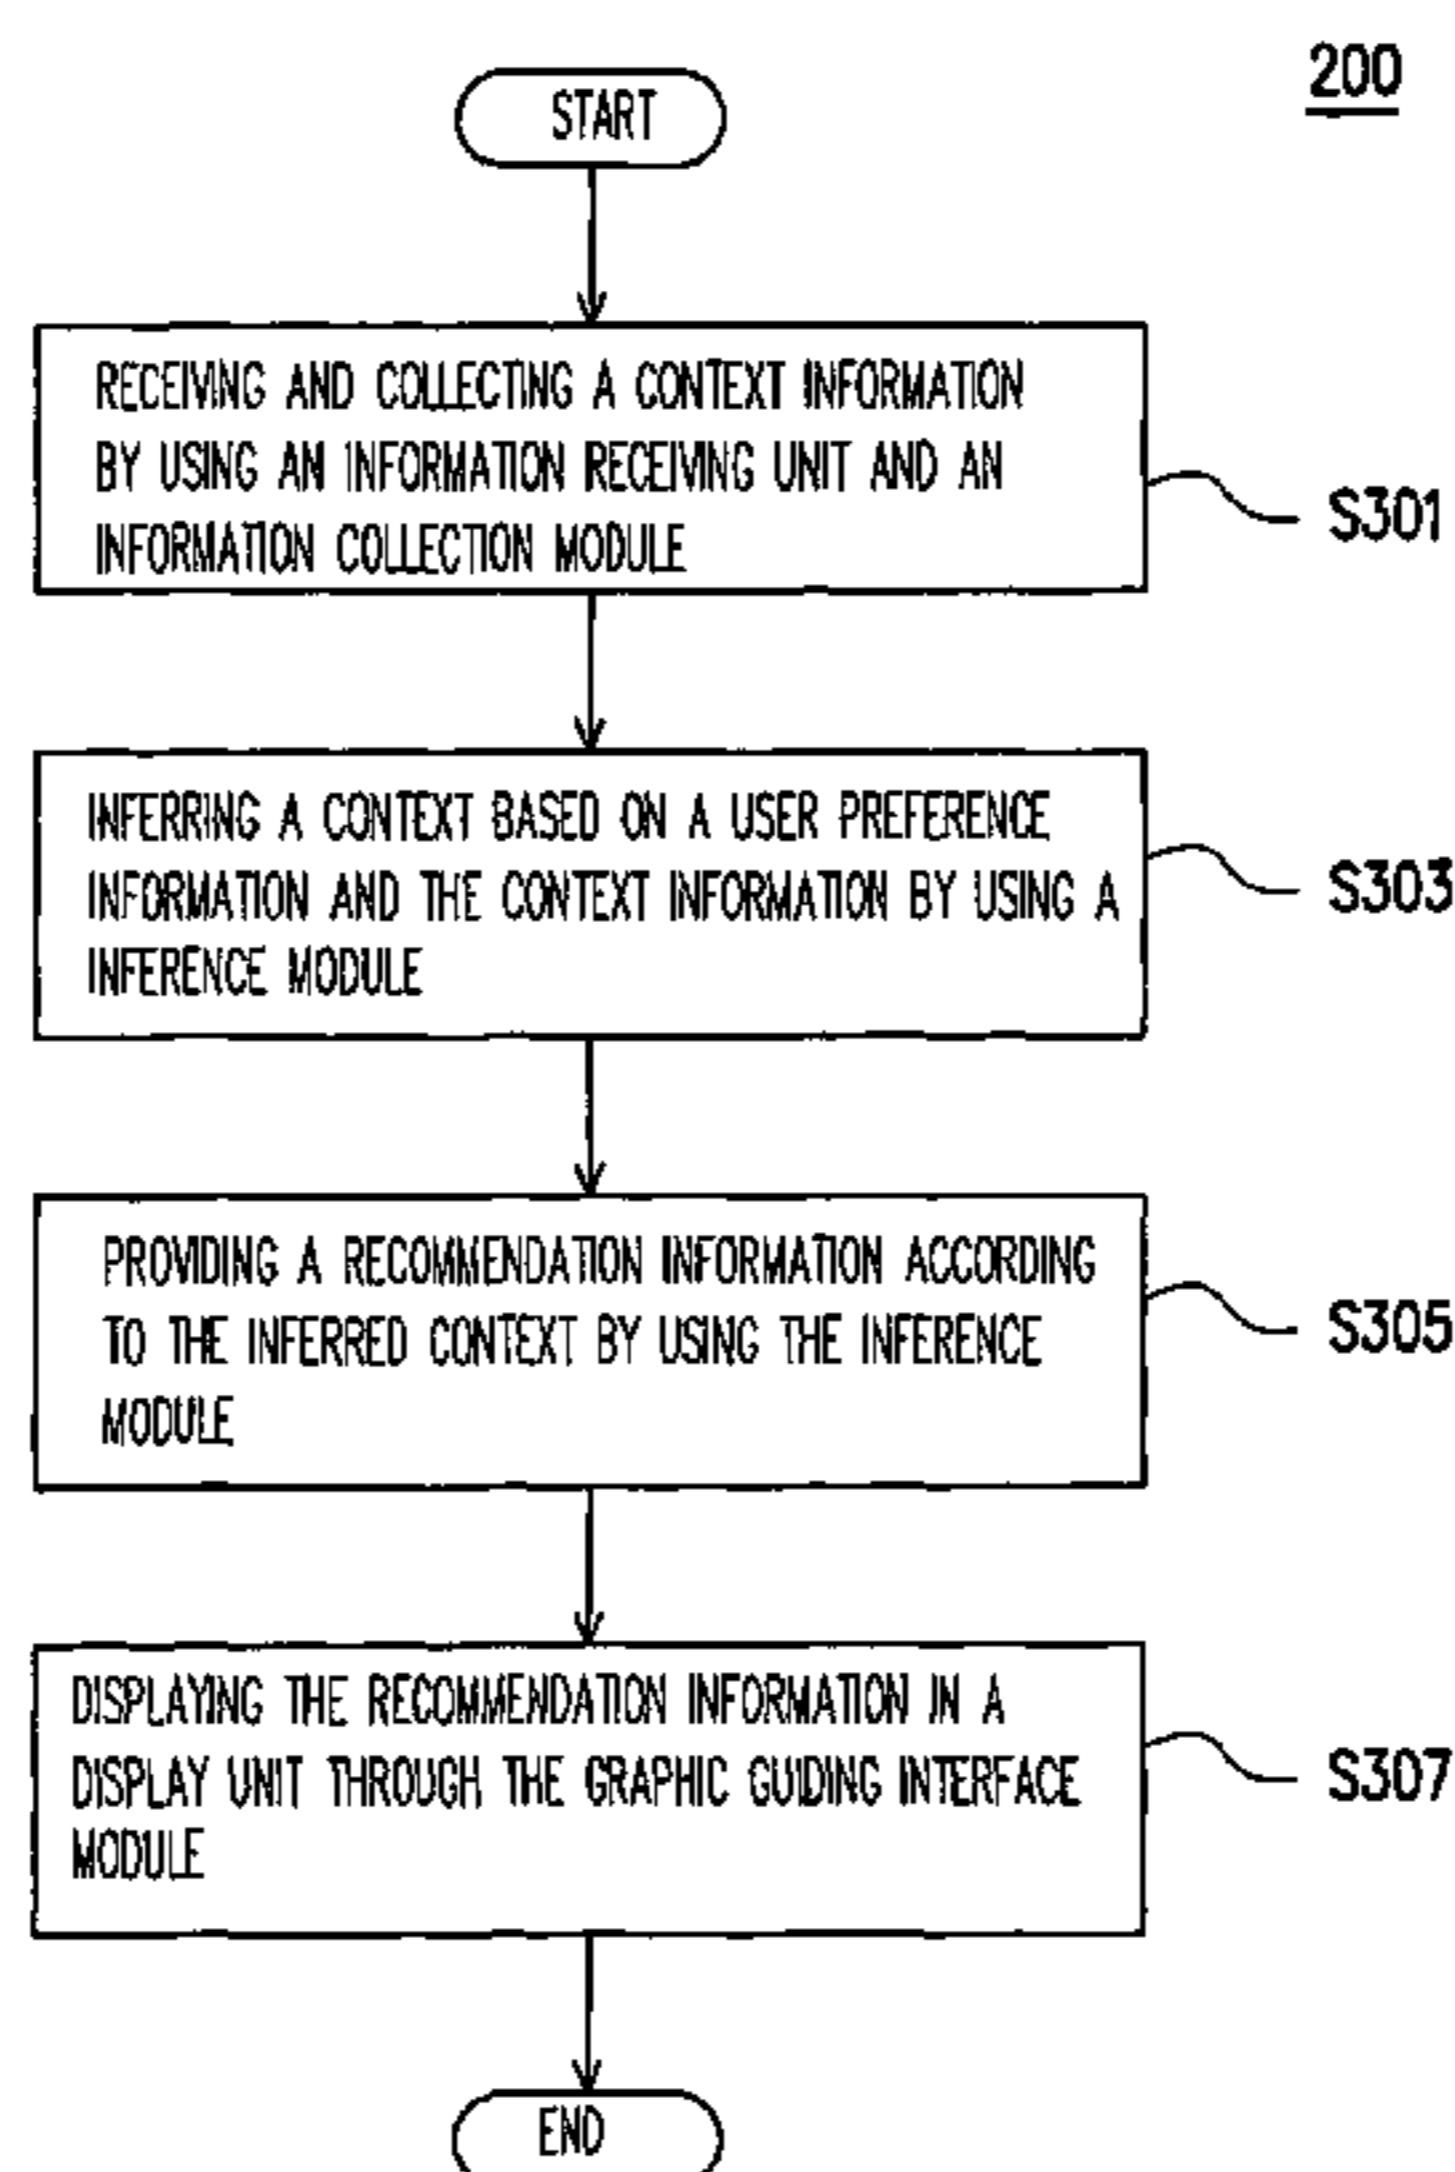 200
START
RECEIVING AND COLLECTING A CONTEXT INFORMATION
BY USING AN INFORMATION RECEIVING UNIT AND AN
INFORMATION COLLECTION MODULE
S301
INFERRING A CONTEXT BASED ON A USER PREFERENCE
INFORMATION AND THE CONTEXT INFORMATION BY USING A
INFERENCE MODULE
S303
PROVIDING A RECOMMENDATION INFORMATION ACCORDING
TO THE INFERRED CONTEXT BY USING THE INFERENCE
MODULE
S305
DISPLAYING THE RECOMMENDATION INFORMATION IN A
DISPLAY UNIT THROUGH THE GRAPHIC GUIDING INTERFACE
MODULE
S307
END